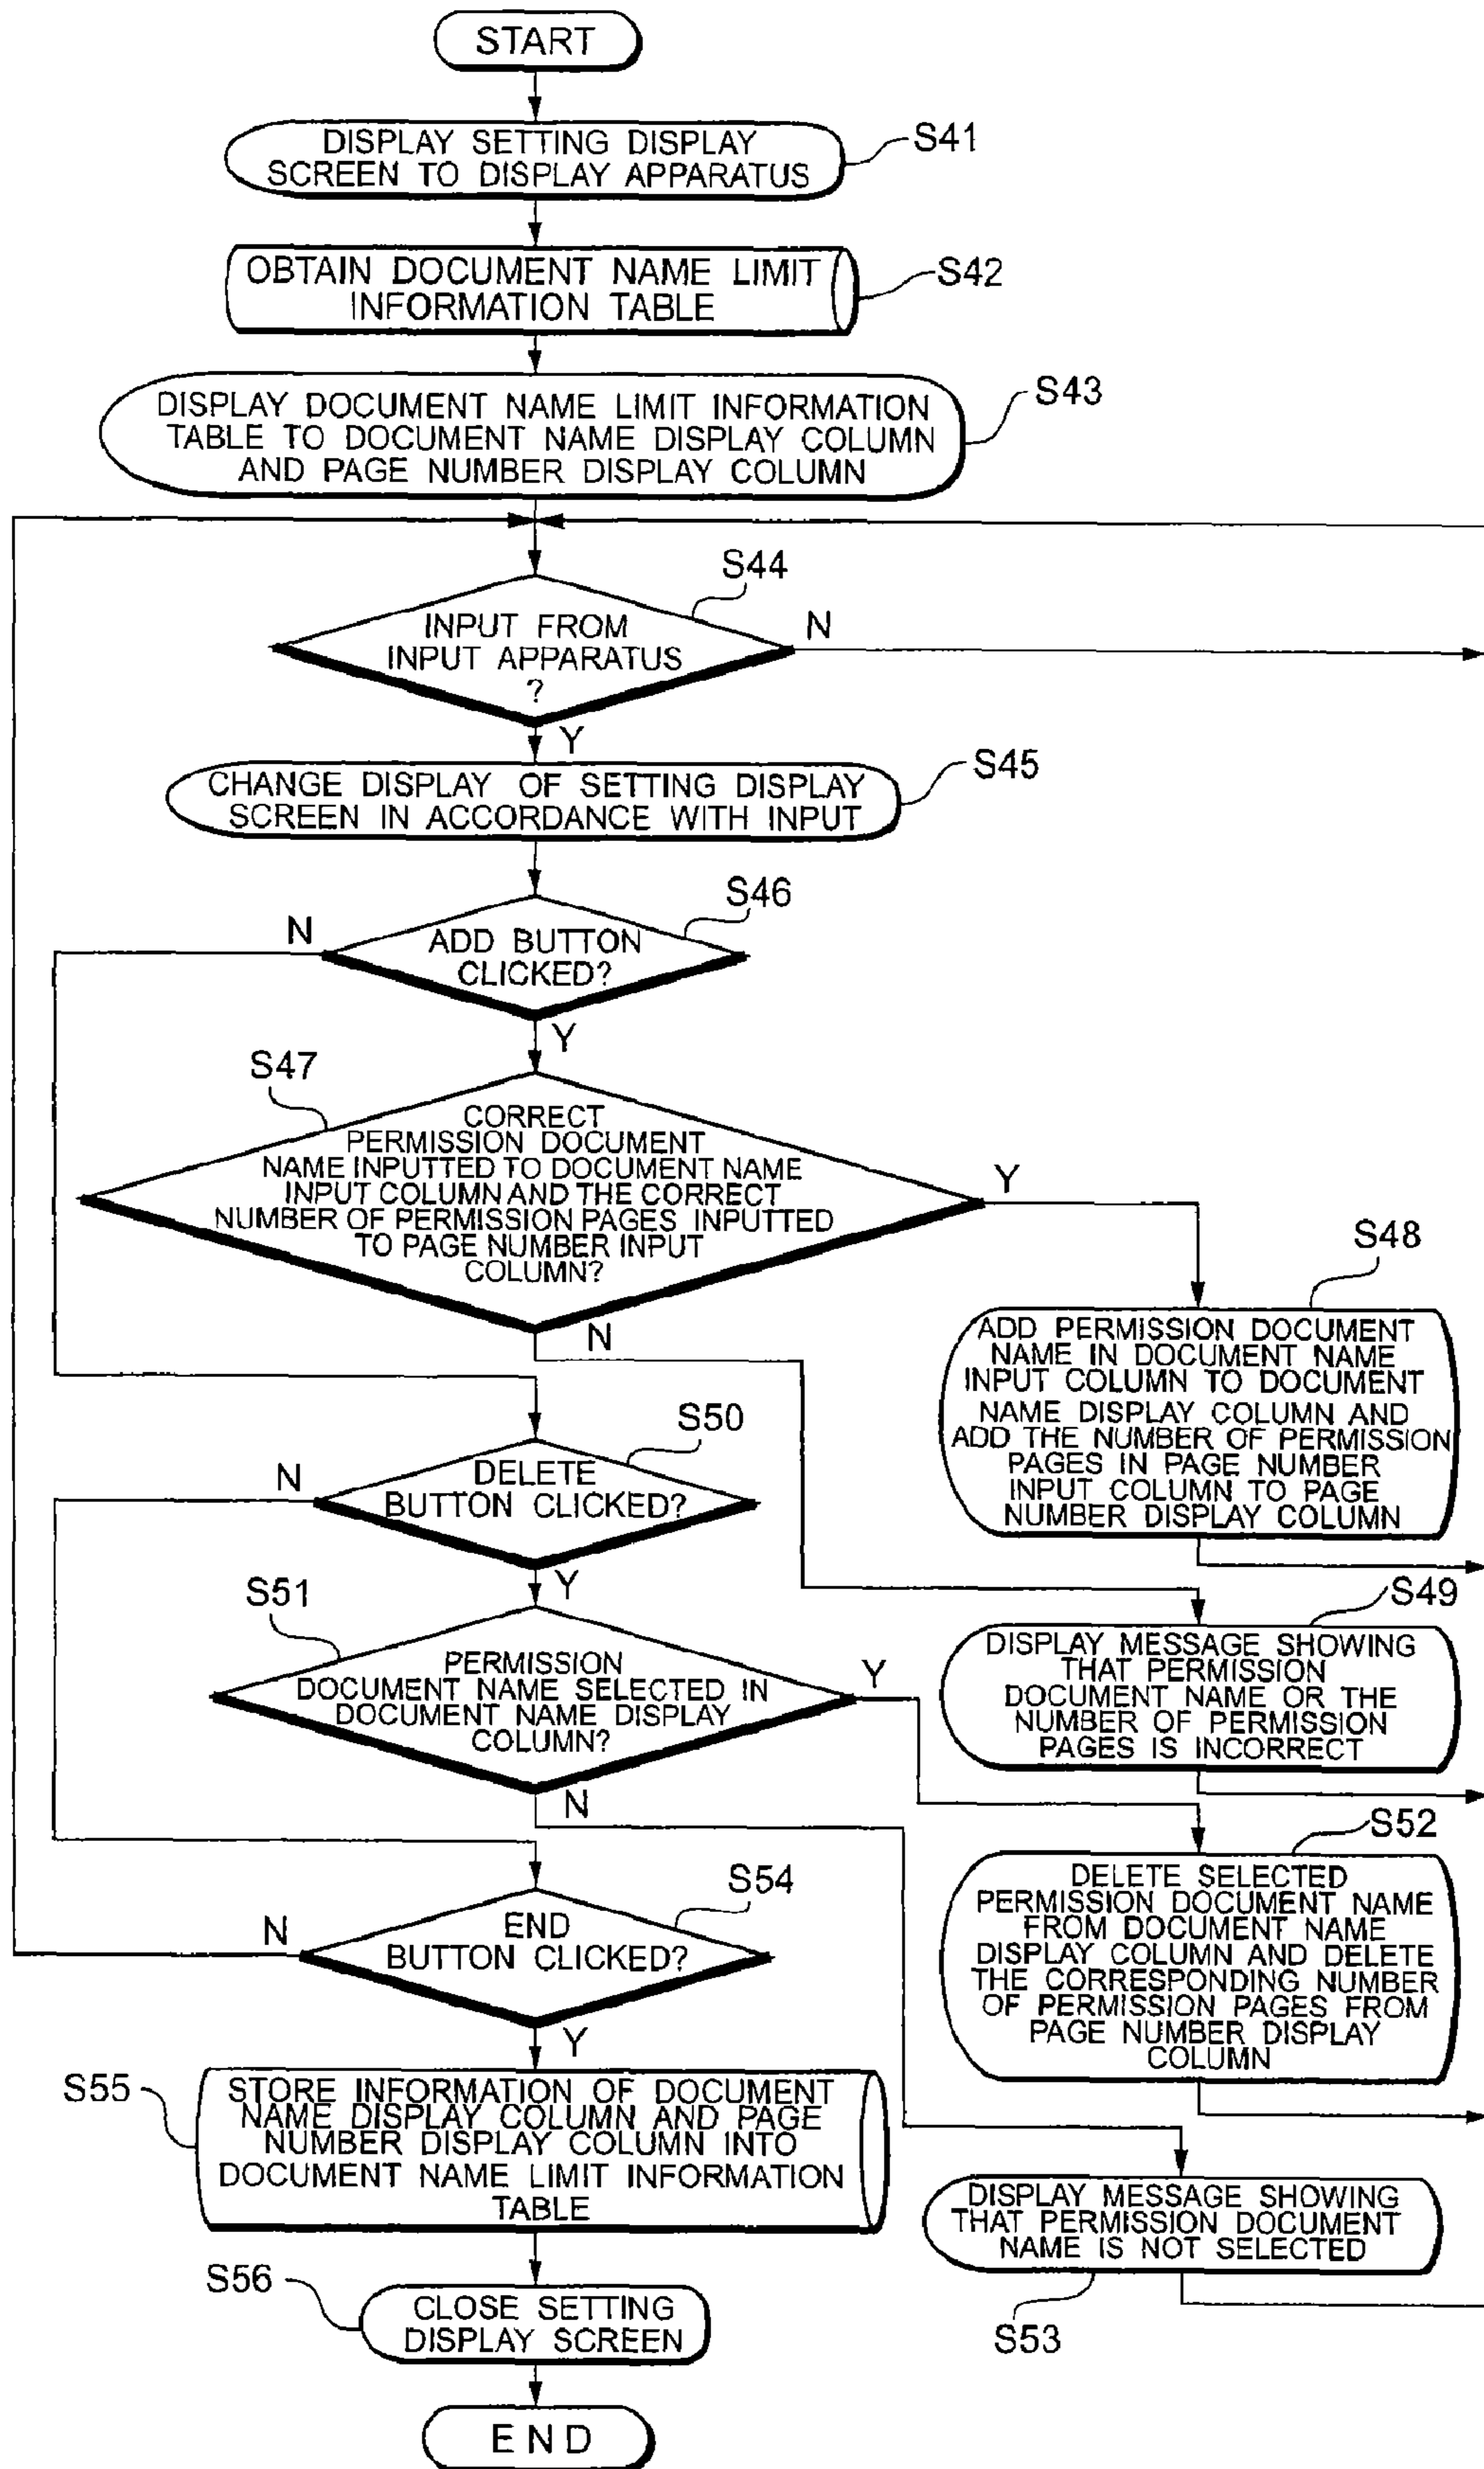 START
DISPLAY SETTING DISPLAY
SCREEN TO DISPLAY APPARATUS
S41
OBTAIN DOCUMENT NAME LIMIT
INFORMATION TABLE
S42
DISPLAY DOCUMENT NAME LIMIT INFORMATION
TABLE TO DOCUMENT NAME DISPLAY COLUMN
AND PAGE NUMBER DISPLAY COLUMN
S43
S44
INPUT FROM
INPUT APPARATUS
?
N
Y
CHANGE DISPLAY OF SETTING DISPLAY
SCREEN IN ACCORDANCE WITH INPUT
S45
S46
ADD BUTTON
CLICKED?
N
Y
S47
CORRECT
PERMISSION DOCUMENT
NAME INPUTTED TO DOCUMENT NAME
INPUT COLUMN AND THE CORRECT
NUMBER OF PERMISSION PAGES INPUTTED
TO PAGE NUMBER INPUT
COLUMN?
Y
N
S48
ADD PERMISSION DOCUMENT
NAME IN DOCUMENT NAME
INPUT COLUMN TO DOCUMENT
NAME DISPLAY COLUMN AND
ADD THE NUMBER OF PERMISSION
PAGES IN PAGE NUMBER
INPUT COLUMN TO PAGE
NUMBER DISPLAY COLUMN
S50
DELETE
BUTTON CLICKED?
N
Y
S49
DISPLAY MESSAGE SHOWING
THAT PERMISSION
DOCUMENT NAME OR THE
NUMBER OF PERMISSION
PAGES IS INCORRECT
S51
PERMISSION
DOCUMENT NAME SELECTED IN
DOCUMENT NAME DISPLAY
COLUMN?
Y
N
S52
DELETE SELECTED
PERMISSION DOCUMENT NAME
FROM DOCUMENT NAME
DISPLAY COLUMN AND DELETE
THE CORRESPONDING NUMBER
OF PERMISSION PAGES FROM
PAGE NUMBER DISPLAY
COLUMN
S54
END
BUTTON CLICKED?
N
Y
S55
STORE INFORMATION OF DOCUMENT
NAME DISPLAY COLUMN AND PAGE
NUMBER DISPLAY COLUMN INTO
DOCUMENT NAME LIMIT INFORMATION
TABLE
DISPLAY MESSAGE SHOWING
THAT PERMISSION DOCUMENT
NAME IS NOT SELECTED
S53
S56
CLOSE SETTING
DISPLAY SCREEN
END